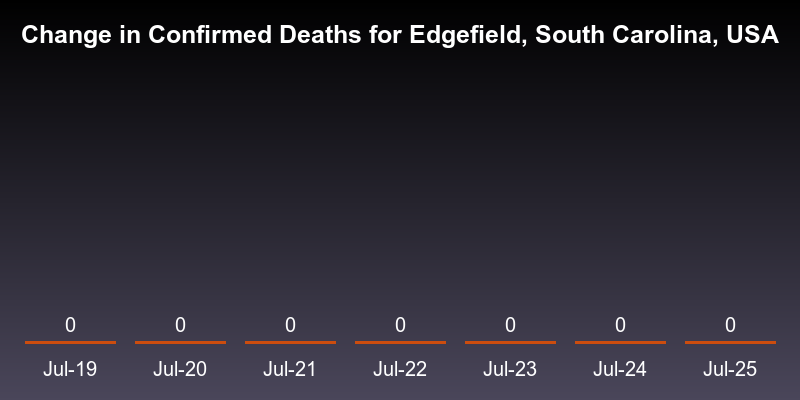 Change in Confirmed Deaths for Edgefield, South Carolina, USA
0 0 0 0 0 0 0
Jul-19 Jul-20 Jul-21 Jul-22 Jul-23 Jul-24 Jul-25